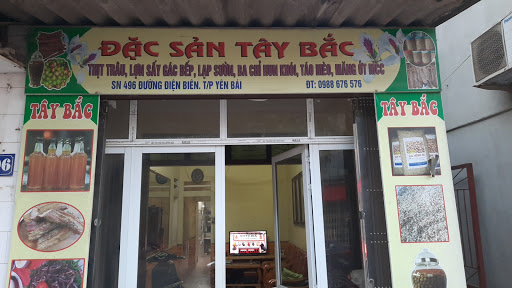 ĐẶC SẢN TÂY BẮC
THỊT TRÂU, LỢN SẤY GÁC BẾP, LẠP SƯỜN, BA CHỈ HUN KHÓI, TÁO MÈO, MĂNG ỚT
SN 496 ĐƯỜNG ĐIỆN BIÊN. T/P YÊN BÁI
ĐT: 0988 676 576
TÂY BẮC
TÂY BẮC
96